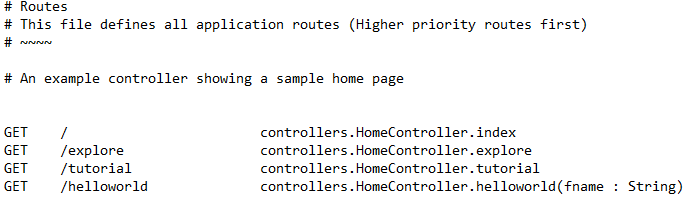 # Routes
# This file defines all application routes (Higher priority routes first)
# ~~~~
# An example controller showing a sample home page
GET / controllers.HomeController.index
GET /explore controllers.HomeController.explore
GET /tutorial controllers.HomeController.tutorial
GET /helloworld controllers.HomeController.helloworld(fname : String)